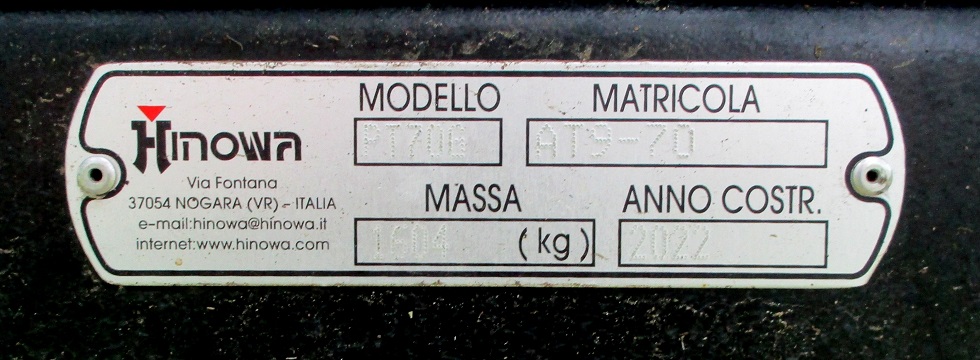 HINOWA
Via Fontana
37054 NOGARA (VR) - ITALIA
e-mail:hinowa@hinowa.it
internet:www.hinowa.com
MODELLO
PT70G
MATRICOLA
AT9-70
MASSA
1604 (kg)
ANNO COSTR.
2022